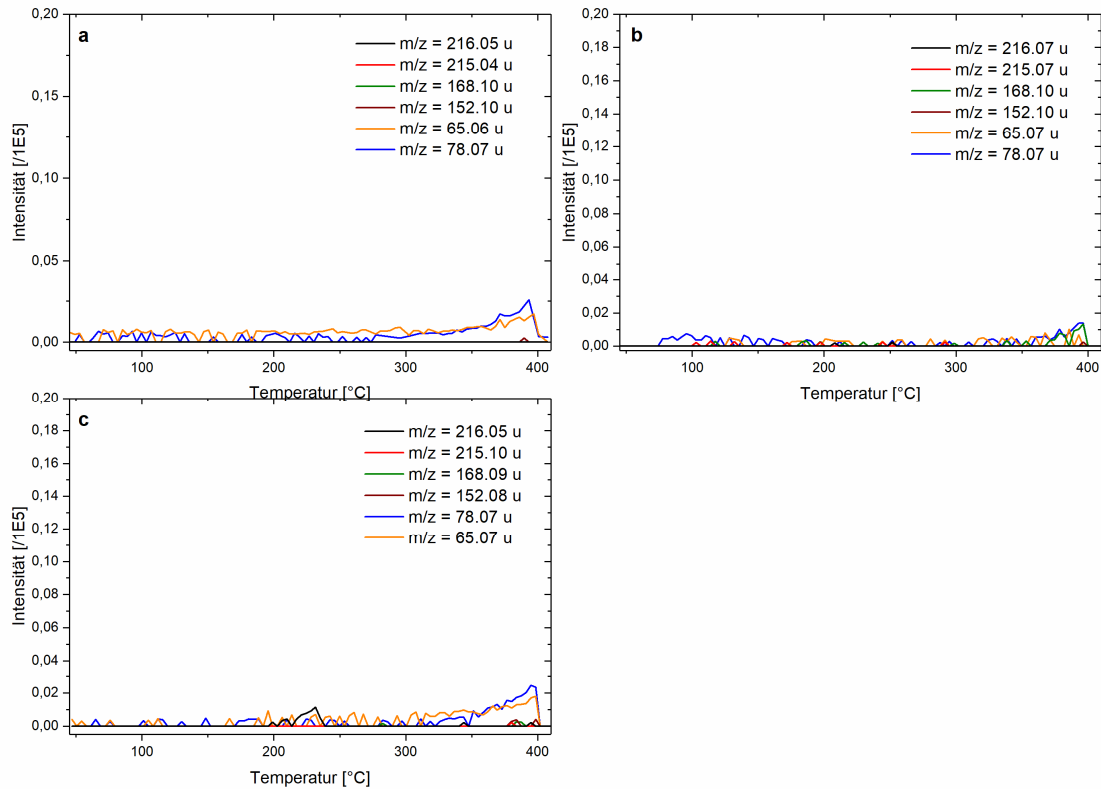 a
m/z = 216.05 u
m/z = 215.04 u
m/z = 168.10 u
m/z = 152.10 u
m/z = 65.06 u
m/z = 78.07 u
0,20
0,15
0,10
0,05
0,00
Intensität [/1E5]
100
200
300
400
Temperatur [°C]
b
m/z = 216.07 u
m/z = 215.07 u
m/z = 168.10 u
m/z = 152.10 u
m/z = 65.07 u
m/z = 78.07 u
0,20
0,18
0,16
0,14
0,12
0,10
0,08
0,06
0,04
0,02
0,00
Intensität [/1E5]
100
200
300
400
Temperatur [°C]
c
m/z = 216.05 u
m/z = 215.10 u
m/z = 168.09 u
m/z = 152.08 u
m/z = 78.07 u
m/z = 65.07 u
0,20
0,18
0,16
0,14
0,12
0,10
0,08
0,06
0,04
0,02
0,00
Intensität [/1E5]
100
200
300
400
Temperatur [°C]